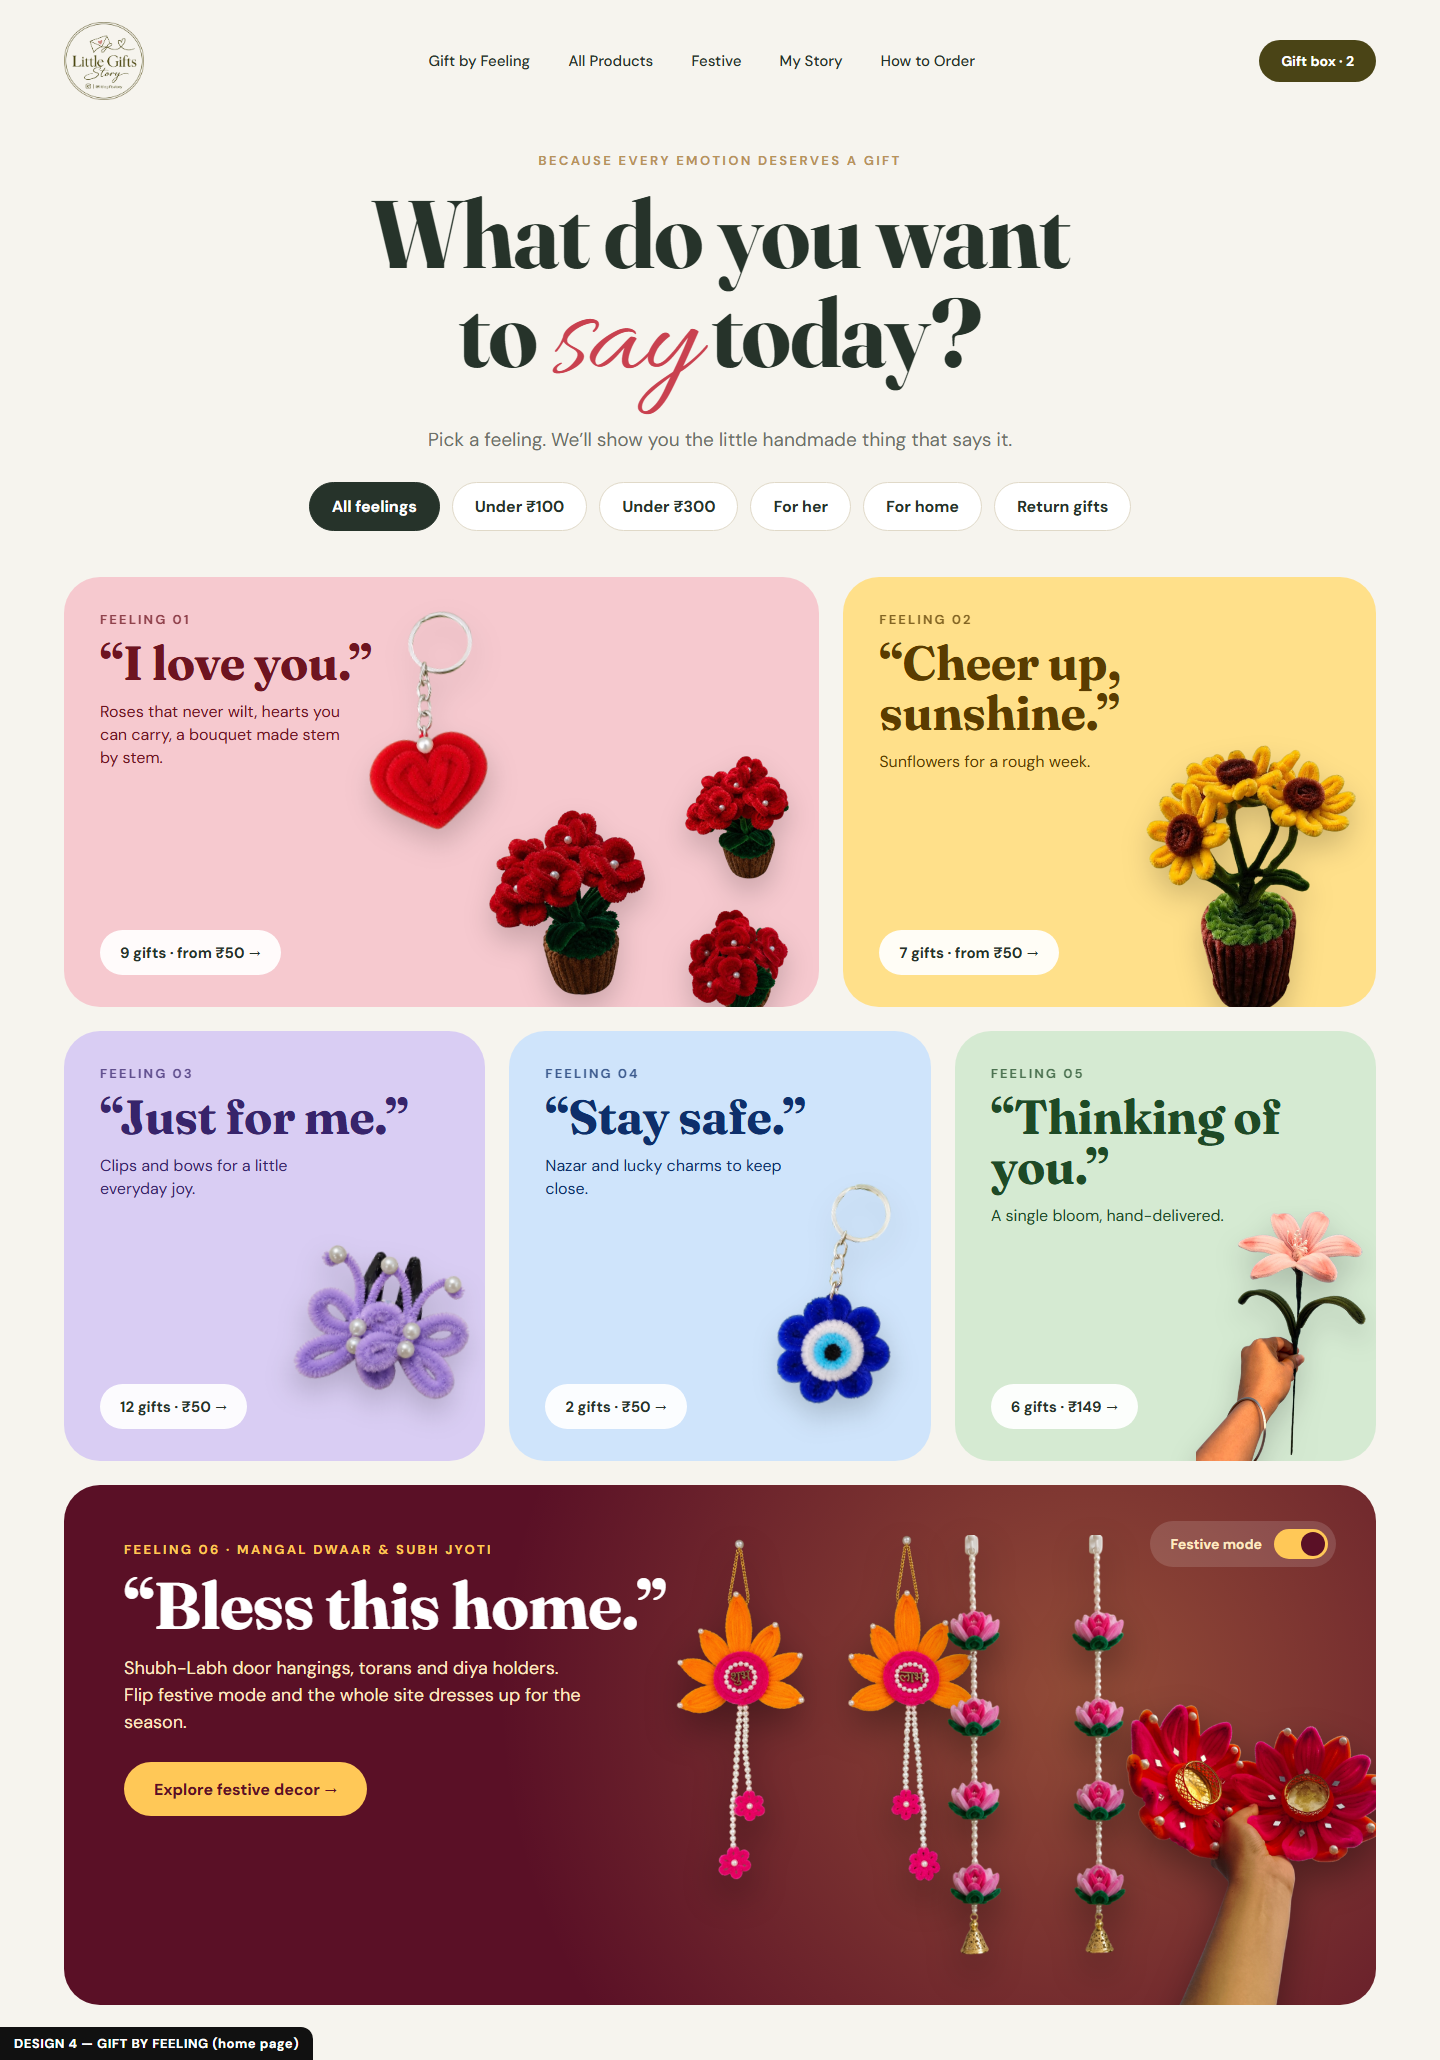 Little Gifts
Story
Gift by Feeling
All Products
Festive
My Story
How to Order
Gift box · 2
BECAUSE EVERY EMOTION DESERVES A GIFT
What do you want
to say today?
Pick a feeling. We’ll show you the little handmade thing that says it.
All feelings
Under ₹100
Under ₹300
For her
For home
Return gifts
FEELING 01
“I love you.”
Roses that never wilt, hearts you
can carry, a bouquet made stem
by stem.
9 gifts · from ₹50 →
FEELING 02
“Cheer up,
sunshine.”
Sunflowers for a rough week.
7 gifts · from ₹50 →
FEELING 03
“Just for me.”
Clips and bows for a little
everyday joy.
12 gifts · ₹50 →
FEELING 04
“Stay safe.”
Nazar and lucky charms to keep
close.
2 gifts · ₹50 →
FEELING 05
“Thinking of
you.”
A single bloom, hand-delivered.
6 gifts · ₹149 →
FEELING 06 · MANGAL DWAAR & SUBH JYOTI
“Bless this home.”
Shubh-Labh door hangings, torans and diya holders.
Flip festive mode and the whole site dresses up for the
season.
Explore festive decor →
Festive mode
शुभ
लाभ
DESIGN 4 — GIFT BY FEELING (home page)